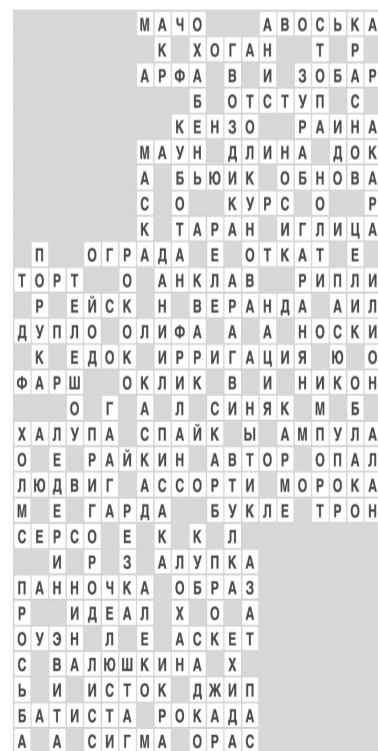 МАЧО АВОСЬКА
К ХОГАН Т Р
АРФА В И ЗОБАР
Б ОТСТУП С
КЕНЗО РАИНА
МАУН ДЛИНА ДОК
А БЬЮИК ОБНОВА
С О КУРС О Р
К ТАРАН ИГЛИЦА
П ОГРАДА Е ОТКАТ Е
ТОРТ О АНКЛАВ РИПЛИ
Р ЕЙСК Н ВЕРАНДА АИЛ
ДУПЛО ОЛИФА А А НОСКИ
К ЕДОК ИРРИГАЦИЯ Ю О
ФАРШ ОКЛИК В И НИКОН
О Г А Л СИНЯК М Б
ХАЛУПА СПАЙК Ы АМПУЛА
О Е РАЙКИН АВТОР ОПАЛ
ЛЮДВИГ АССОРТИ МОРОКА
М Е ГАРДА БУКЛЕ ТРОН
СЕРСО Е К К Л
И Р З АЛУПКА
ПАННОЧКА ОБРАЗ
Р ИДЕАЛ Х О А
ОУЭН Л Е АСКЕТ
С ВАЛЮШКИНА Х
Ь И ИСТОК ДЖИП
БАТИСТА РОКАДА
А А СИГМА ОРАС